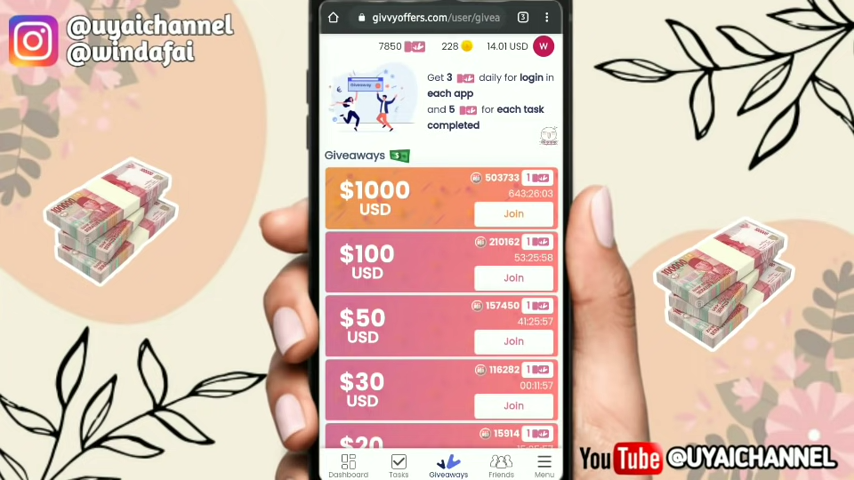 @uyaichannel
@windafai
givvyoffers.com/user/givea
3
7850
228
14.01 USD
W
Get 3 daily for login in
each app
and 5 for each task
completed
Giveaways
$1000
USD
503733
1
643:26:03
Join
$100
USD
210162
1
53:25:58
Join
$50
USD
157450
1
41:25:57
Join
$30
USD
116282
1
00:11:57
Join
$20
15914
1
Dashboard
Tasks
Giveaways
Friends
Menu
YouTube @UYAICHANNEL